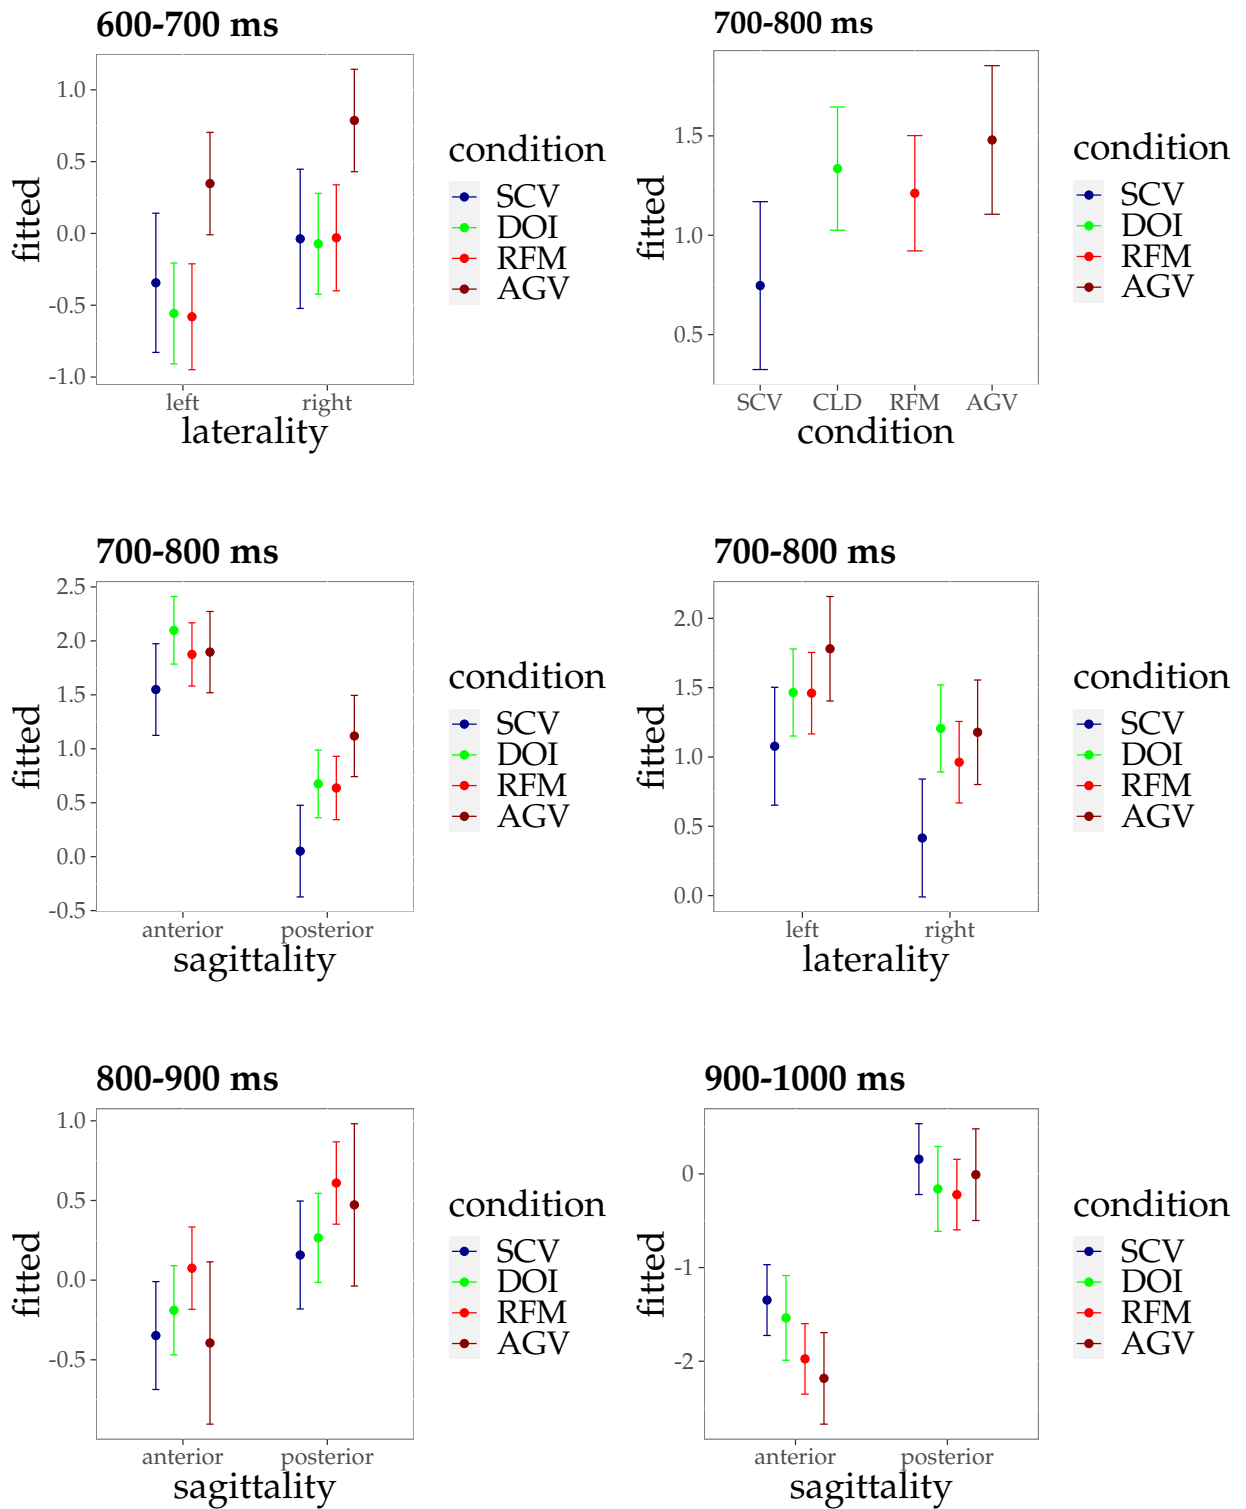 600-700 ms
1.0
0.5
0.0
-0.5
-1.0
fitted
left right
laterality
condition
SCV
DOI
RFM
AGV
700-800 ms
1.5
1.0
0.5
fitted
SCV CLD RFM AGV
condition
condition
SCV
DOI
RFM
AGV
700-800 ms
2.5
2.0
1.5
1.0
0.5
0.0
-0.5
fitted
anterior posterior
sagittality
condition
SCV
DOI
RFM
AGV
700-800 ms
2.0
1.5
1.0
0.5
0.0
fitted
left right
laterality
condition
SCV
DOI
RFM
AGV
800-900 ms
1.0
0.5
0.0
-0.5
fitted
anterior posterior
sagittality
condition
SCV
DOI
RFM
AGV
900-1000 ms
0
-1
-2
fitted
anterior posterior
sagittality
condition
SCV
DOI
RFM
AGV